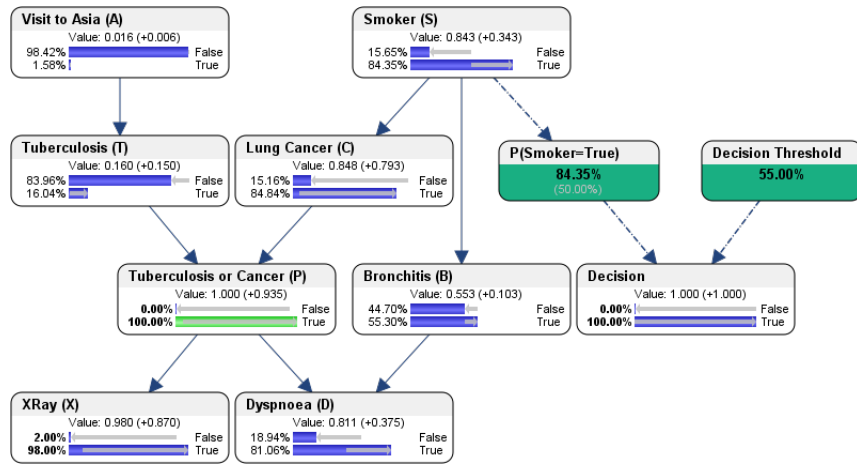 Visit to Asia (A)
Value: 0.016 (+0.006)
98.42% False
1.58% True
Smoker (S)
Value: 0.843 (+0.343)
15.65% False
84.35% True
Tuberculosis (T)
Value: 0.160 (+0.150)
83.96% False
16.04% True
Lung Cancer (C)
Value: 0.848 (+0.793)
15.16% False
84.84% True
P(Smoker=True)
84.35%
(50.00%)
Decision Threshold
55.00%
Tuberculosis or Cancer (P)
Value: 1.000 (+0.935)
0.00% False
100.00% True
Bronchitis (B)
Value: 0.553 (+0.103)
44.70% False
55.30% True
Decision
Value: 1.000 (+1.000)
0.00% False
100.00% True
XRay (X)
Value: 0.980 (+0.870)
2.00% False
98.00% True
Dyspnoea (D)
Value: 0.811 (+0.375)
18.94% False
81.06% True